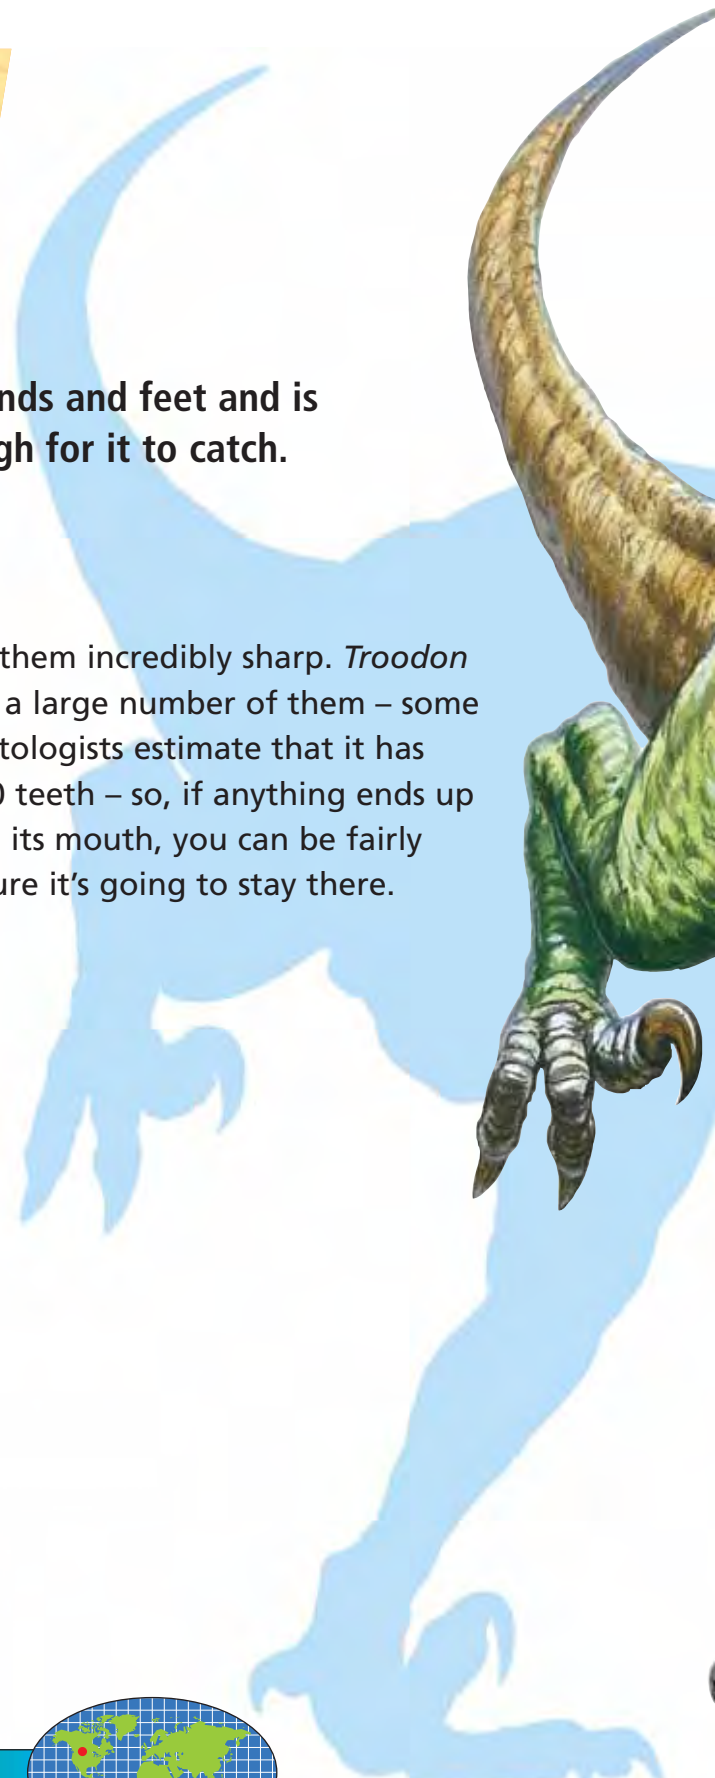 nds and feet and is
gh for it to catch.
them incredibly sharp. Troodon
a large number of them – some
tologists estimate that it has
0 teeth – so, if anything ends up
its mouth, you can be fairly
ure it’s going to stay there.